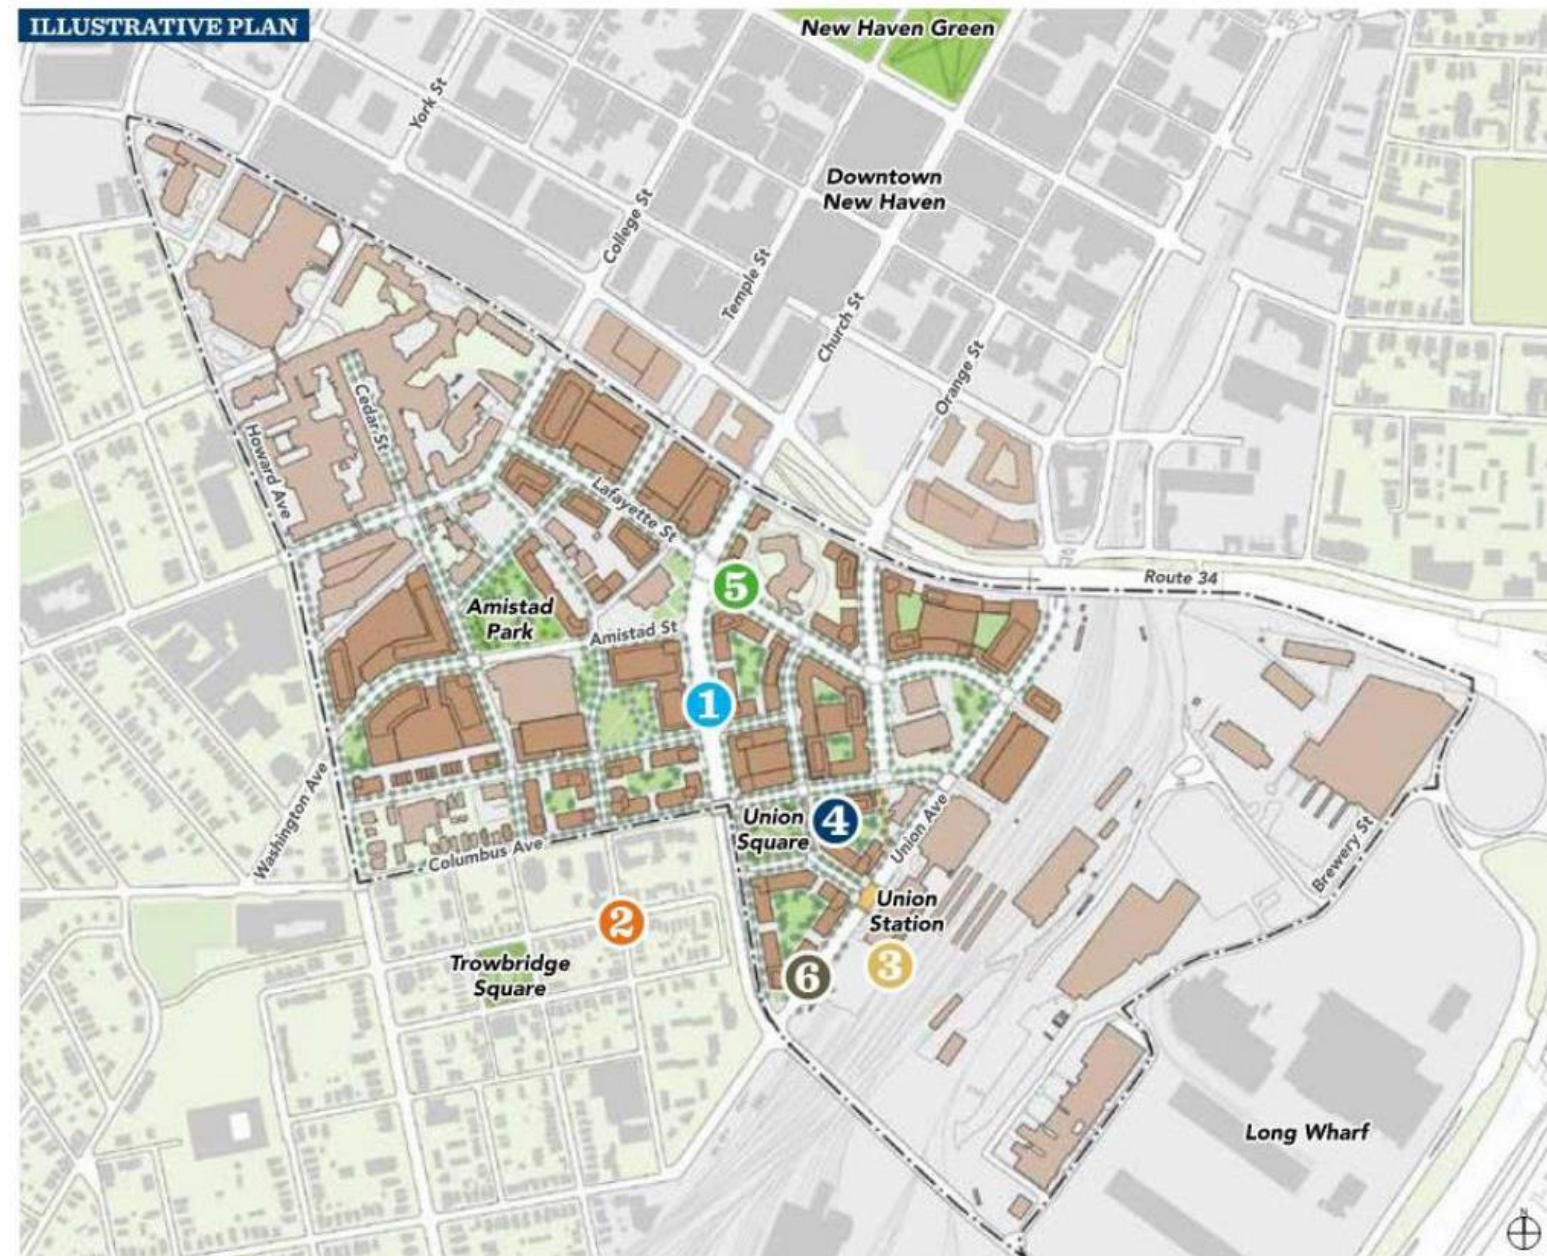 ILLUSTRATIVE PLAN
New Haven Green
York St
Downtown
New Haven
College St
Temple St
Church St
Orange St
Cedar St
Howard Ave
Lafayette St
Route 34
5
Amistad
Park
Amistad St
1
Washington Ave
Union
Square
4
Union Ave
Columbus Ave
Brewery St
Union
Station
2
3
Trowbridge
Square
6
Long Wharf
N